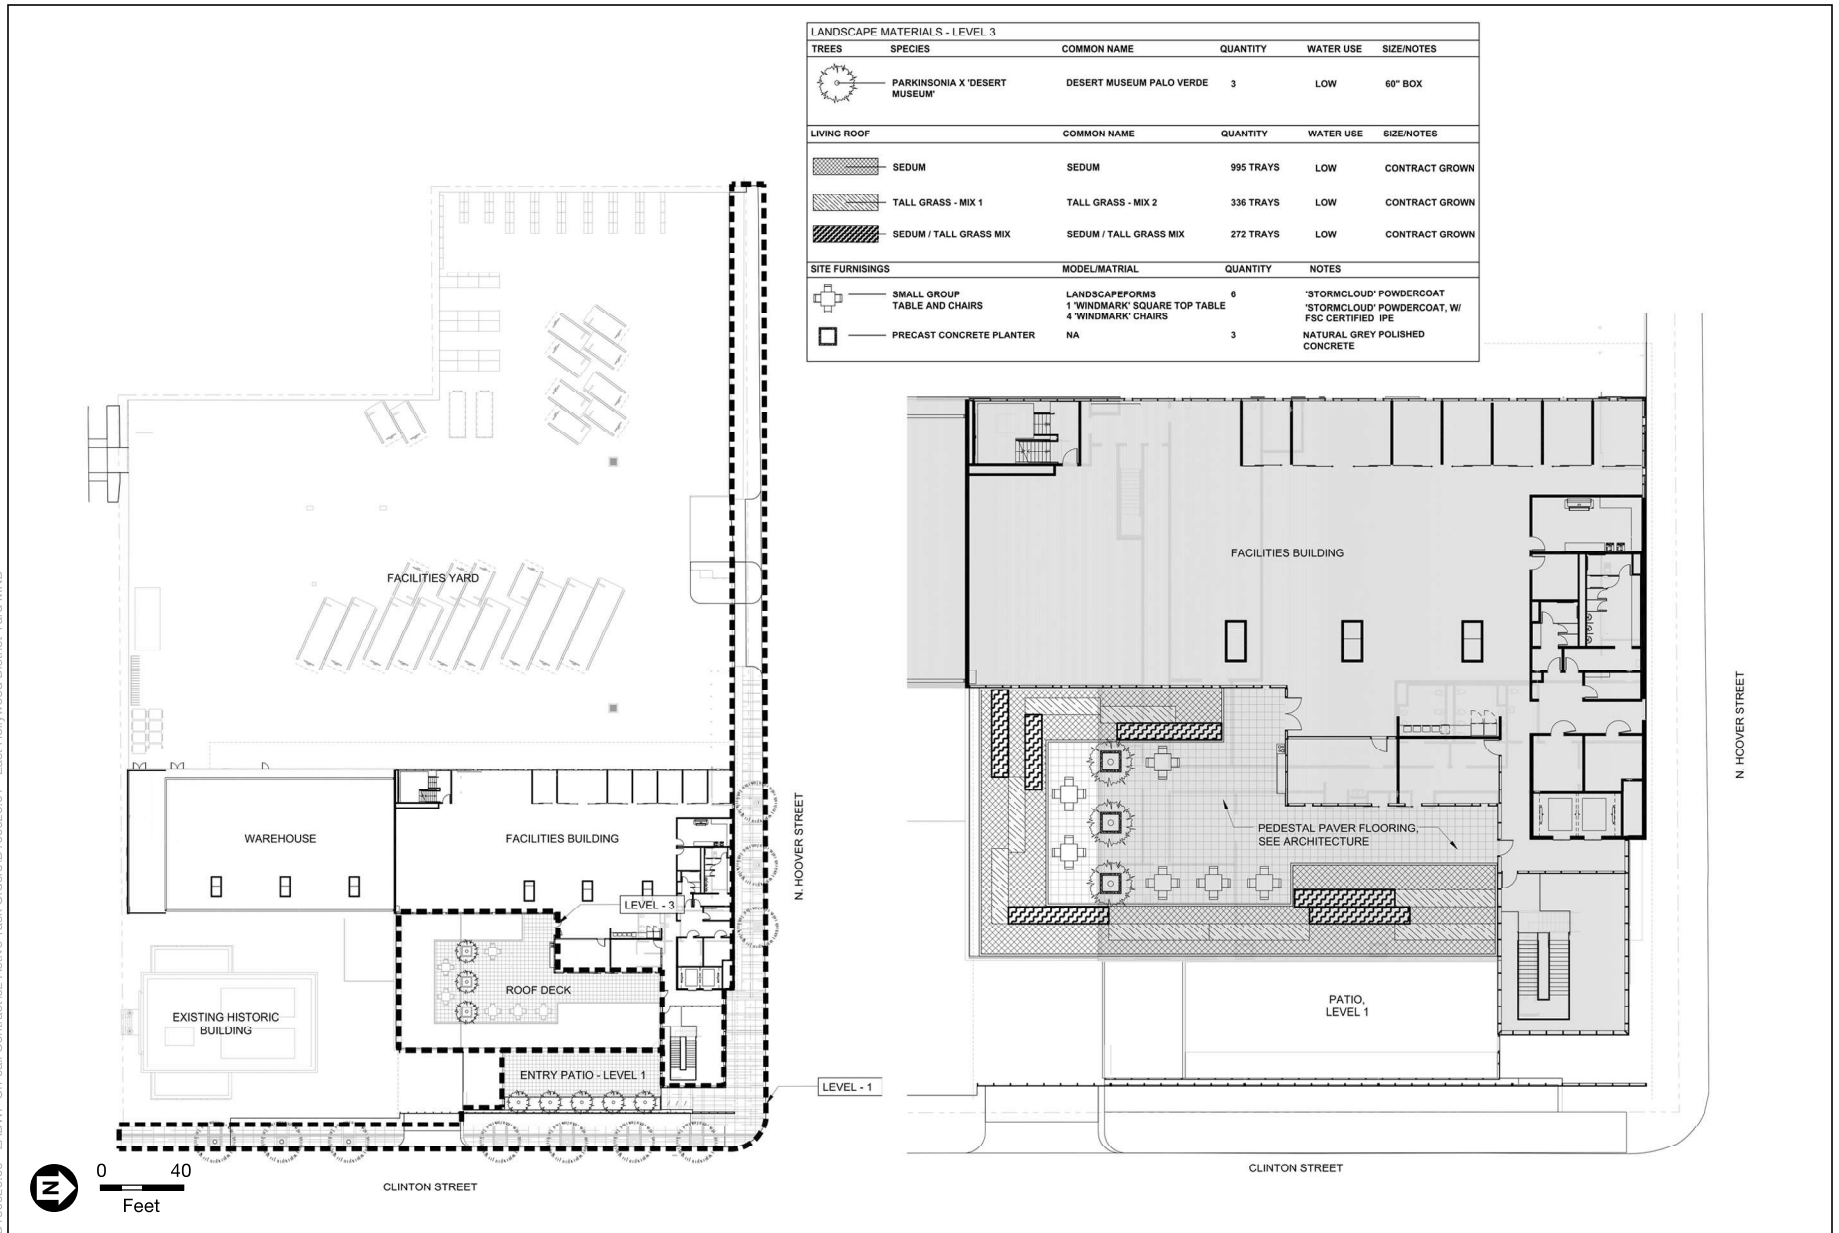 LANDSCAPE MATERIALS - LEVEL 3
TREES SPECIES COMMON NAME QUANTITY WATER USE SIZE/NOTES
PARKINSONIA X 'DESERT MUSEUM' DESERT MUSEUM PALO VERDE 3 LOW 60" BOX
LIVING ROOF COMMON NAME QUANTITY WATER USE SIZE/NOTES
SEDUM SEDUM 995 TRAYS LOW CONTRACT GROWN
TALL GRASS - MIX 1 TALL GRASS - MIX 2 336 TRAYS LOW CONTRACT GROWN
SEDUM / TALL GRASS MIX SEDUM / TALL GRASS MIX 272 TRAYS LOW CONTRACT GROWN
SITE FURNISINGS MODEL/MATRIAL QUANTITY NOTES
SMALL GROUP LANDSCAPEFORMS 6 'STORMCLOUD' POWDERCOAT
TABLE AND CHAIRS 1 'WINDMARK' SQUARE TOP TABLE 'STORMCLOUD' POWDERCOAT, W/
4 'WINDMARK' CHAIRS FSC CERTIFIED IPE
PRECAST CONCRETE PLANTER NA 3 NATURAL GREY POLISHED
CONCRETE
FACILITIES YARD
WAREHOUSE
FACILITIES BUILDING
LEVEL - 3
ROOF DECK
EXISTING HISTORIC
BUILDING
ENTRY PATIO - LEVEL 1
LEVEL - 1
N. HOOVER STREET
CLINTON STREET
N
0 40
Feet
FACILITIES BUILDING
PEDESTAL PAVER FLOORING,
SEE ARCHITECTURE
PATIO,
LEVEL 1
N. HOOVER STREET
CLINTON STREET